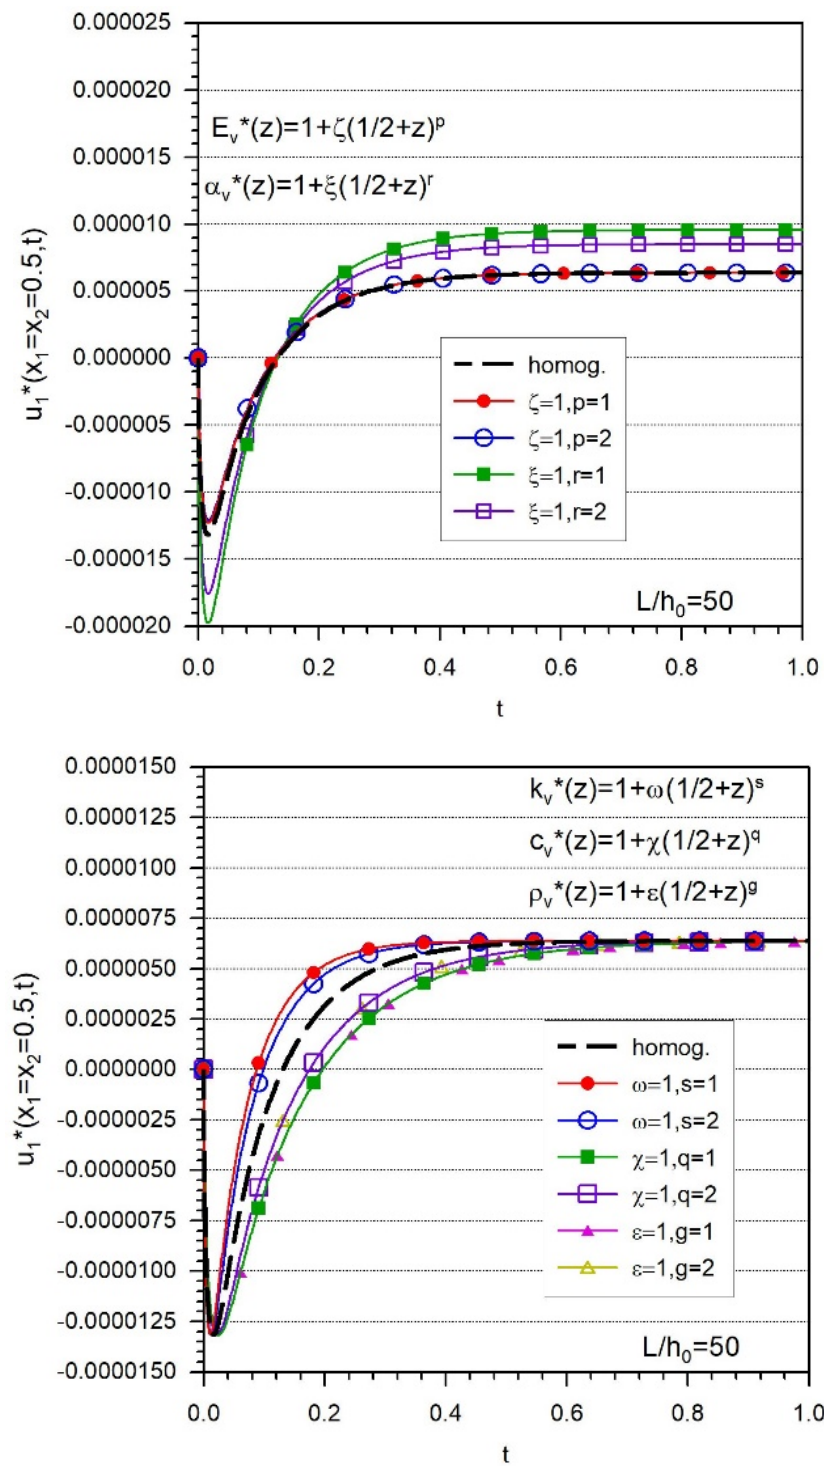 0.000025
0.000020
0.000015
0.000010
0.000005
0.000000
-0.000005
-0.000010
-0.000015
-0.000020
u₁*(x₁=x₂=0.5,t)
Eᵥ*(z)=1+ζ(1/2+z)ᵖ
αᵥ*(z)=1+ξ(1/2+z)ʳ
homog.
ζ=1,p=1
ζ=1,p=2
ξ=1,r=1
ξ=1,r=2
L/h₀=50
0.0 0.2 0.4 0.6 0.8 1.0
t
0.0000150
0.0000125
0.0000100
0.0000075
0.0000050
0.0000025
0.0000000
-0.0000025
-0.0000050
-0.0000075
-0.0000100
-0.0000125
-0.0000150
u₁*(x₁=x₂=0.5,t)
kᵥ*(z)=1+ω(1/2+z)ˢ
cᵥ*(z)=1+χ(1/2+z)^q
ρᵥ*(z)=1+ε(1/2+z)ᵍ
homog.
ω=1,s=1
ω=1,s=2
χ=1,q=1
χ=1,q=2
ε=1,g=1
ε=1,g=2
L/h₀=50
0.0 0.2 0.4 0.6 0.8 1.0
t